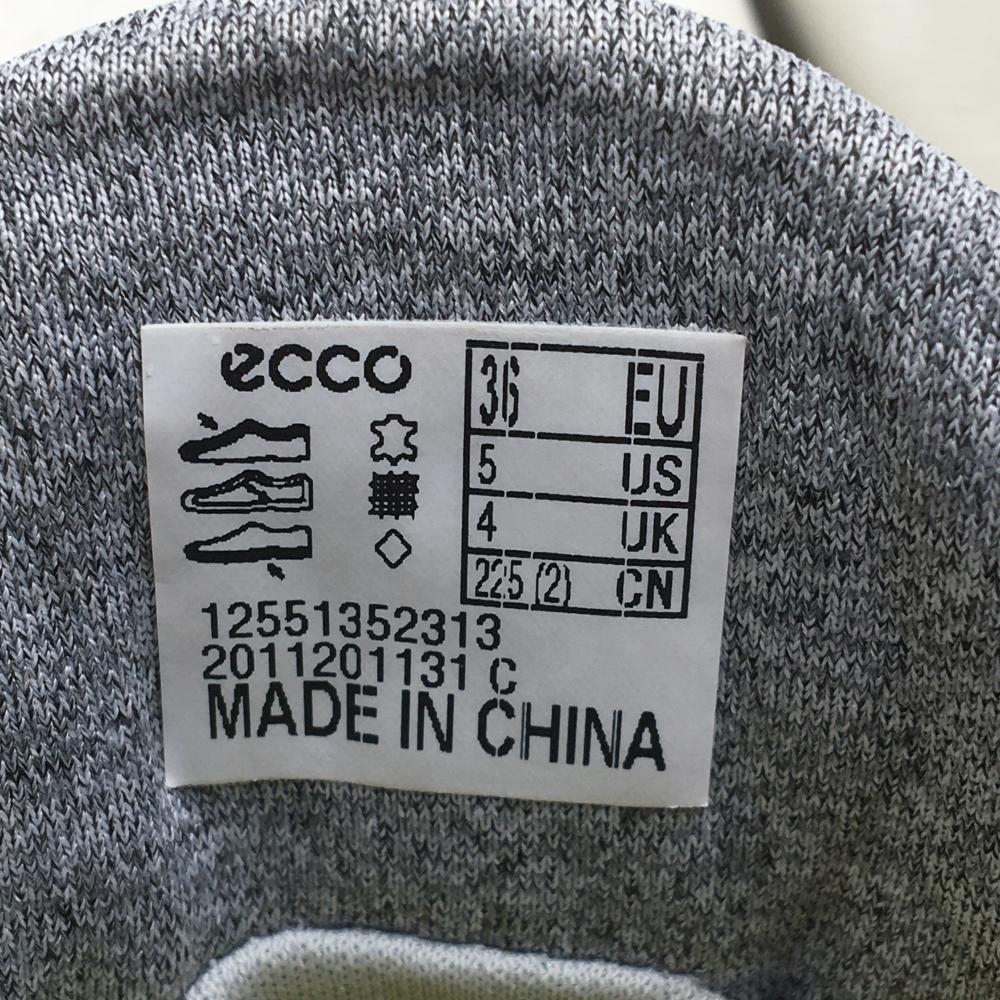 ecco
36 EU
5 US
4 UK
225 (2) CN
12551352313
2011201131 C
MADE IN CHINA